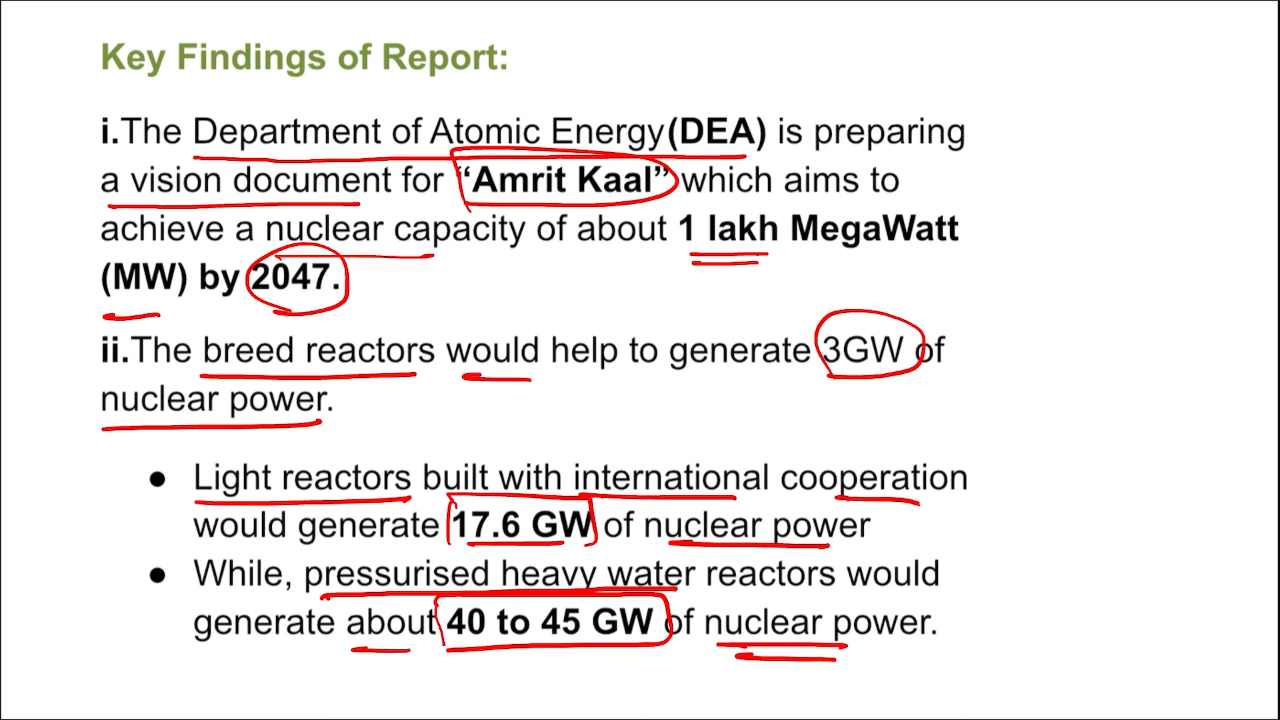 Key Findings of Report:
i.The Department of Atomic Energy(DEA) is preparing
a vision document for “Amrit Kaal” which aims to
achieve a nuclear capacity of about 1 lakh MegaWatt
(MW) by 2047.
ii.The breed reactors would help to generate 3GW of
nuclear power.
● Light reactors built with international cooperation
would generate 17.6 GW of nuclear power
● While, pressurised heavy water reactors would
generate about 40 to 45 GW of nuclear power.